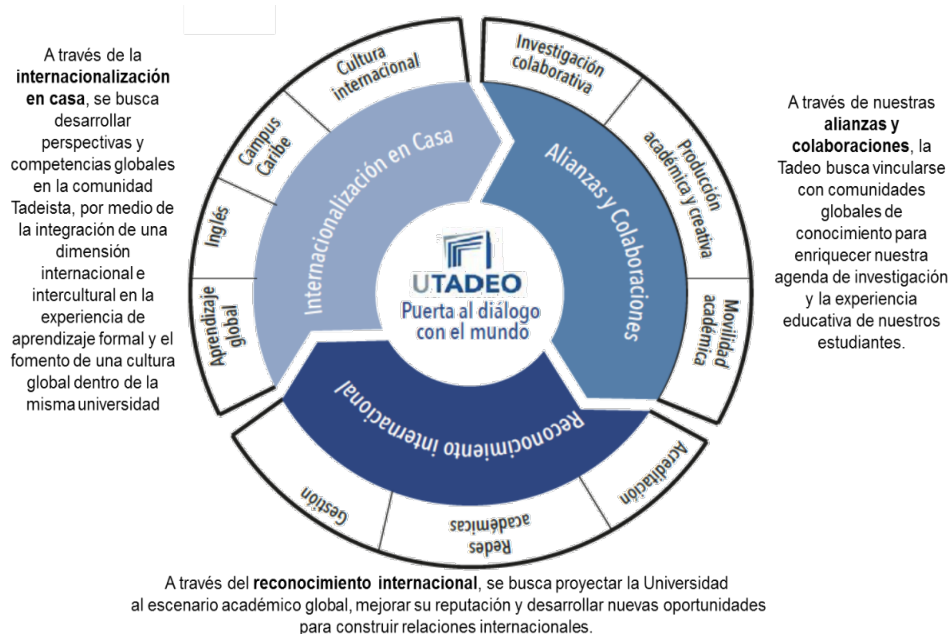 A través de la
internacionalización
en casa, se busca
desarrollar
perspectivas y
competencias globales
en la comunidad
Tadeista, por medio de
la integración de una
dimensión
internacional e
intercultural en la
experiencia de
aprendizaje formal y el
fomento de una cultura
global dentro de la
misma universidad
Cultura
internacional
Campus
Caribe
Inglés
Aprendizaje
global
Internacionalización en Casa
Investigación
colaborativa
Producción
académica y creativa
Movilidad
académica
Alianzas y Colaboraciones
UTADEO
Puerta al diálogo
con el mundo
Reconocimiento internacional
Acreditación
Redes
académicas
Gestión
A través de nuestras
alianzas y
colaboraciones, la
Tadeo busca vincularse
con comunidades
globales de
conocimiento para
enriquecer nuestra
agenda de investigación
y la experiencia
educativa de nuestros
estudiantes.
A través del reconocimiento internacional, se busca proyectar la Universidad
al escenario académico global, mejorar su reputación y desarrollar nuevas oportunidades
para construir relaciones internacionales.